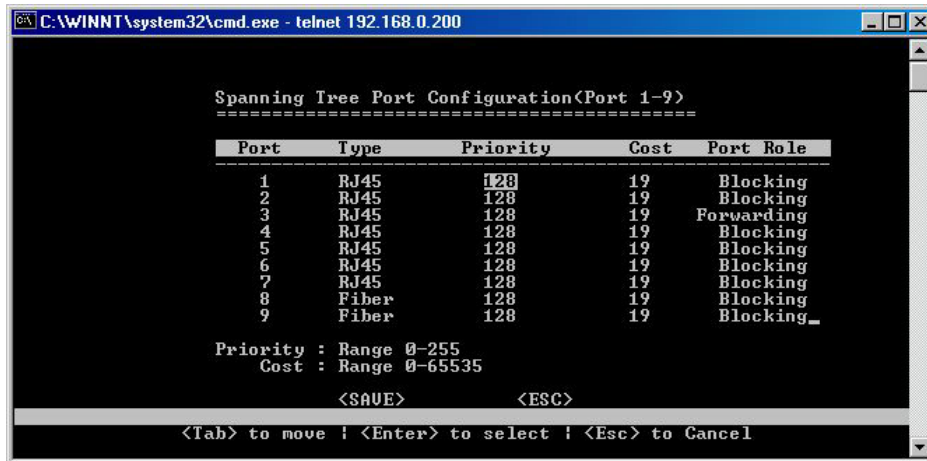 C:\WINNT\system32\cmd.exe - telnet 192.168.0.200
Spanning Tree Port Configuration(Port 1-9)
===========================================
Port Type Priority Cost Port Role
1 RJ45 128 19 Blocking
2 RJ45 128 19 Blocking
3 RJ45 128 19 Forwarding
4 RJ45 128 19 Blocking
5 RJ45 128 19 Blocking
6 RJ45 128 19 Blocking
7 RJ45 128 19 Blocking
8 Fiber 128 19 Blocking
9 Fiber 128 19 Blocking_
Priority : Range 0-255
Cost : Range 0-65535
<SAVE> <ESC>
<Tab> to move | <Enter> to select | <Esc> to Cancel